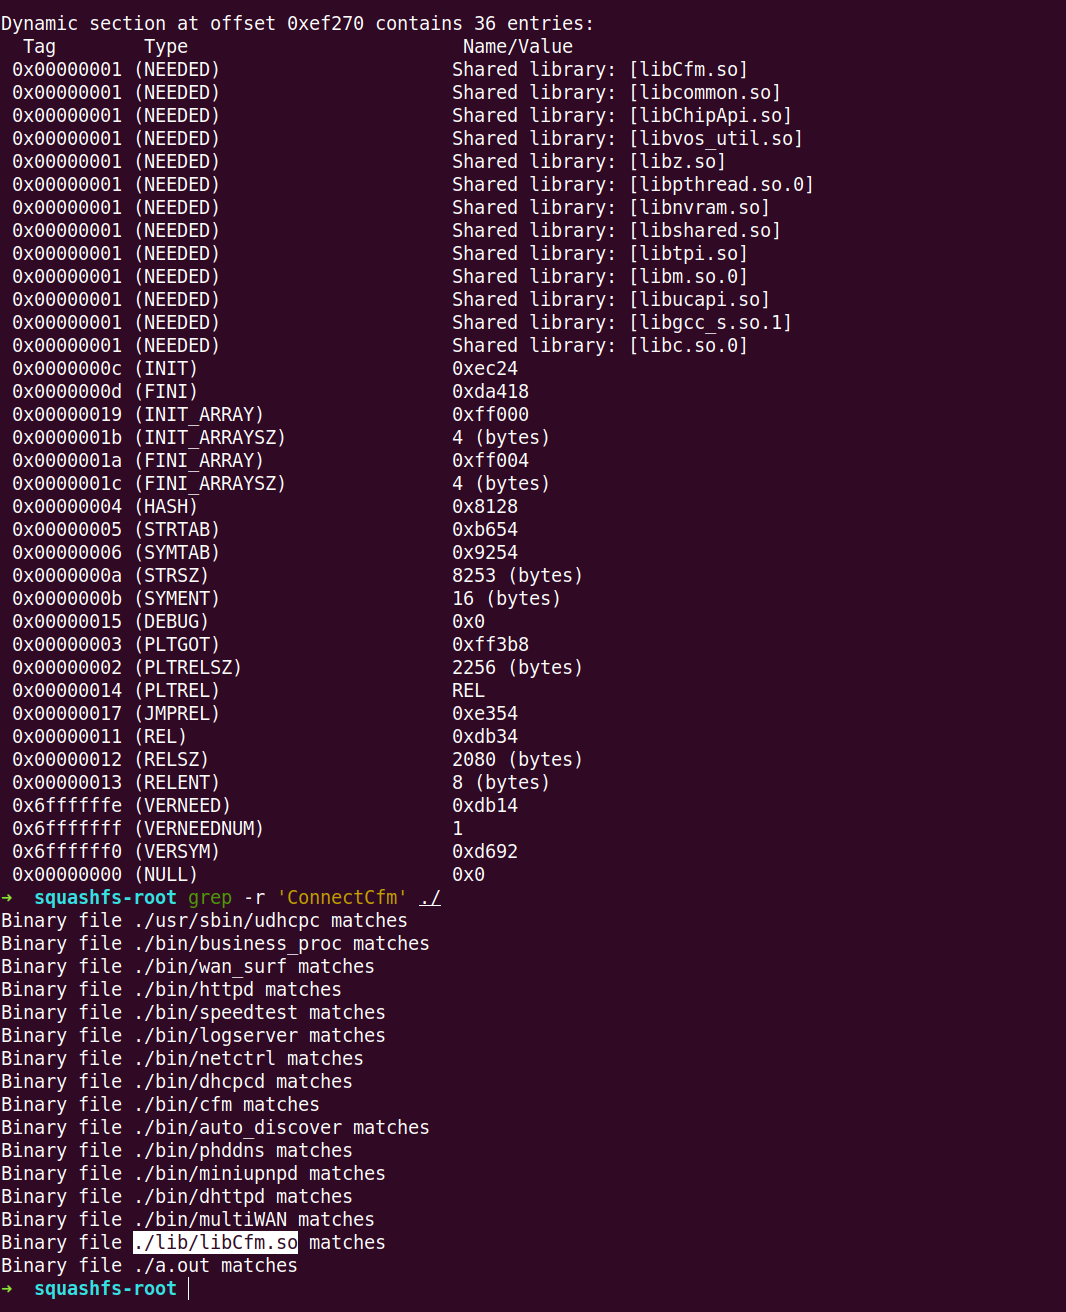 Dynamic section at offset 0xef270 contains 36 entries:
  Tag        Type                         Name/Value
 0x00000001 (NEEDED)                     Shared library: [libCfm.so]
 0x00000001 (NEEDED)                     Shared library: [libcommon.so]
 0x00000001 (NEEDED)                     Shared library: [libChipApi.so]
 0x00000001 (NEEDED)                     Shared library: [libvos_util.so]
 0x00000001 (NEEDED)                     Shared library: [libz.so]
 0x00000001 (NEEDED)                     Shared library: [libpthread.so.0]
 0x00000001 (NEEDED)                     Shared library: [libnvram.so]
 0x00000001 (NEEDED)                     Shared library: [libshared.so]
 0x00000001 (NEEDED)                     Shared library: [libtpi.so]
 0x00000001 (NEEDED)                     Shared library: [libm.so.0]
 0x00000001 (NEEDED)                     Shared library: [libucapi.so]
 0x00000001 (NEEDED)                     Shared library: [libgcc_s.so.1]
 0x00000001 (NEEDED)                     Shared library: [libc.so.0]
 0x0000000c (INIT)                       0xec24
 0x0000000d (FINI)                       0xda418
 0x00000019 (INIT_ARRAY)                 0xff000
 0x0000001b (INIT_ARRAYSZ)               4 (bytes)
 0x0000001a (FINI_ARRAY)                 0xff004
 0x0000001c (FINI_ARRAYSZ)               4 (bytes)
 0x00000004 (HASH)                       0x8128
 0x00000005 (STRTAB)                     0xb654
 0x00000006 (SYMTAB)                     0x9254
 0x0000000a (STRSZ)                      8253 (bytes)
 0x0000000b (SYMENT)                     16 (bytes)
 0x00000015 (DEBUG)                      0x0
 0x00000003 (PLTGOT)                     0xff3b8
 0x00000002 (PLTRELSZ)                   2256 (bytes)
 0x00000014 (PLTREL)                     REL
 0x00000017 (JMPREL)                     0xe354
 0x00000011 (REL)                        0xdb34
 0x00000012 (RELSZ)                      2080 (bytes)
 0x00000013 (RELENT)                     8 (bytes)
 0x6ffffffe (VERNEED)                    0xdb14
 0x6fffffff (VERNEEDNUM)                 1
 0x6ffffff0 (VERSYM)                     0xd692
 0x00000000 (NULL)                       0x0
➜  squashfs-root grep -r 'ConnectCfm' ./
Binary file ./usr/sbin/udhcpc matches
Binary file ./bin/business_proc matches
Binary file ./bin/wan_surf matches
Binary file ./bin/httpd matches
Binary file ./bin/speedtest matches
Binary file ./bin/logserver matches
Binary file ./bin/netctrl matches
Binary file ./bin/dhcpcd matches
Binary file ./bin/cfm matches
Binary file ./bin/auto_discover matches
Binary file ./bin/phddns matches
Binary file ./bin/miniupnpd matches
Binary file ./bin/dhttpd matches
Binary file ./bin/multiWAN matches
Binary file ./lib/libCfm.so matches
Binary file ./a.out matches
➜  squashfs-root